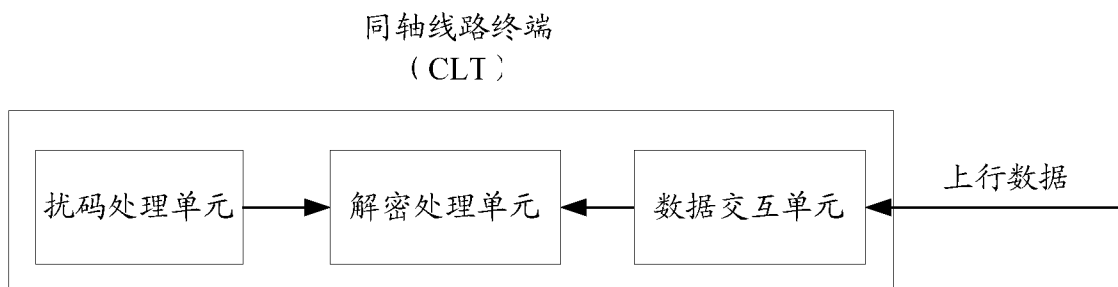 同轴线路终端
（CLT）
扰码处理单元
解密处理单元
数据交互单元
上行数据